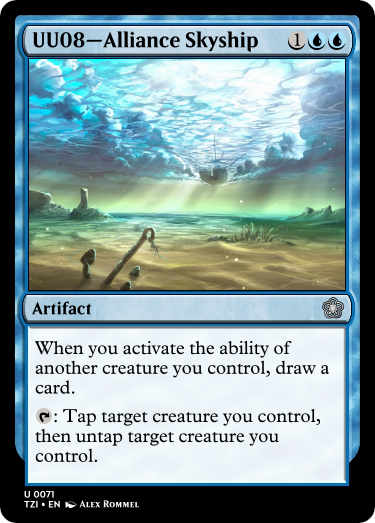 UU08—Alliance Skyship 1
Artifact
When you activate the ability of
another creature you control, draw a
card.
: Tap target creature you control,
then untap target creature you
control.
U 0071
TZI • EN Alex Rommel